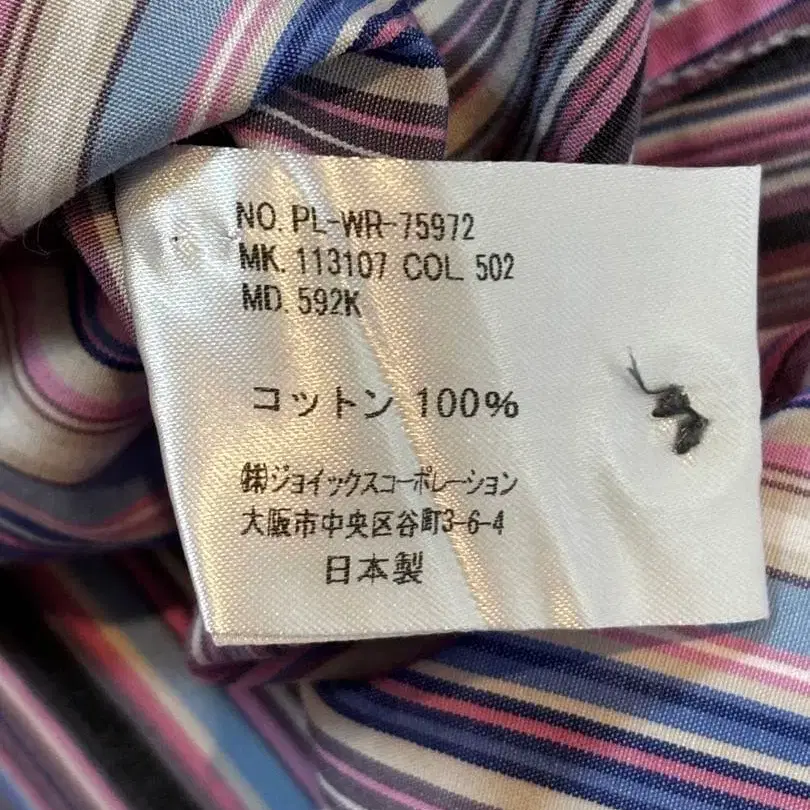 NO. PL-WR-75972
MK. 113107 COL. 502
MD. 592K
コットン 100%
㈱ジョイックスコーポレーション
大阪市中央区谷町3-6-4
日本製